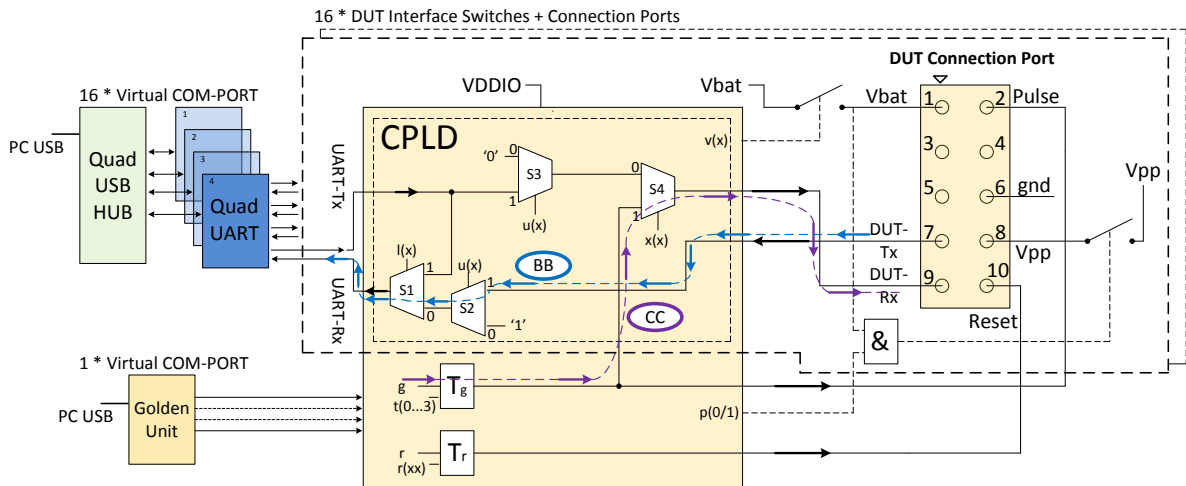 16 * DUT Interface Switches + Connection Ports
DUT Connection Port
VDDIO
Vbat
Vbat
1
2
Pulse
16 * Virtual COM-PORT
PC USB
Quad
USB
HUB
1
2
3
4
Quad
UART
UART-Tx
UART-Rx
CPLD
v(x)
'0'
0
1
S3
u(x)
0
1
S4
x(x)
3
4
5
6
gnd
Vpp
7
8
Vpp
DUT-
Tx
9
10
DUT-
Rx
Reset
l(x)
1
0
S1
u(x)
1
0
S2
'1'
BB
CC
&
1 * Virtual COM-PORT
PC USB
Golden
Unit
g
t(0...3)
Tg
p(0/1)
r
r(xx)
Tr